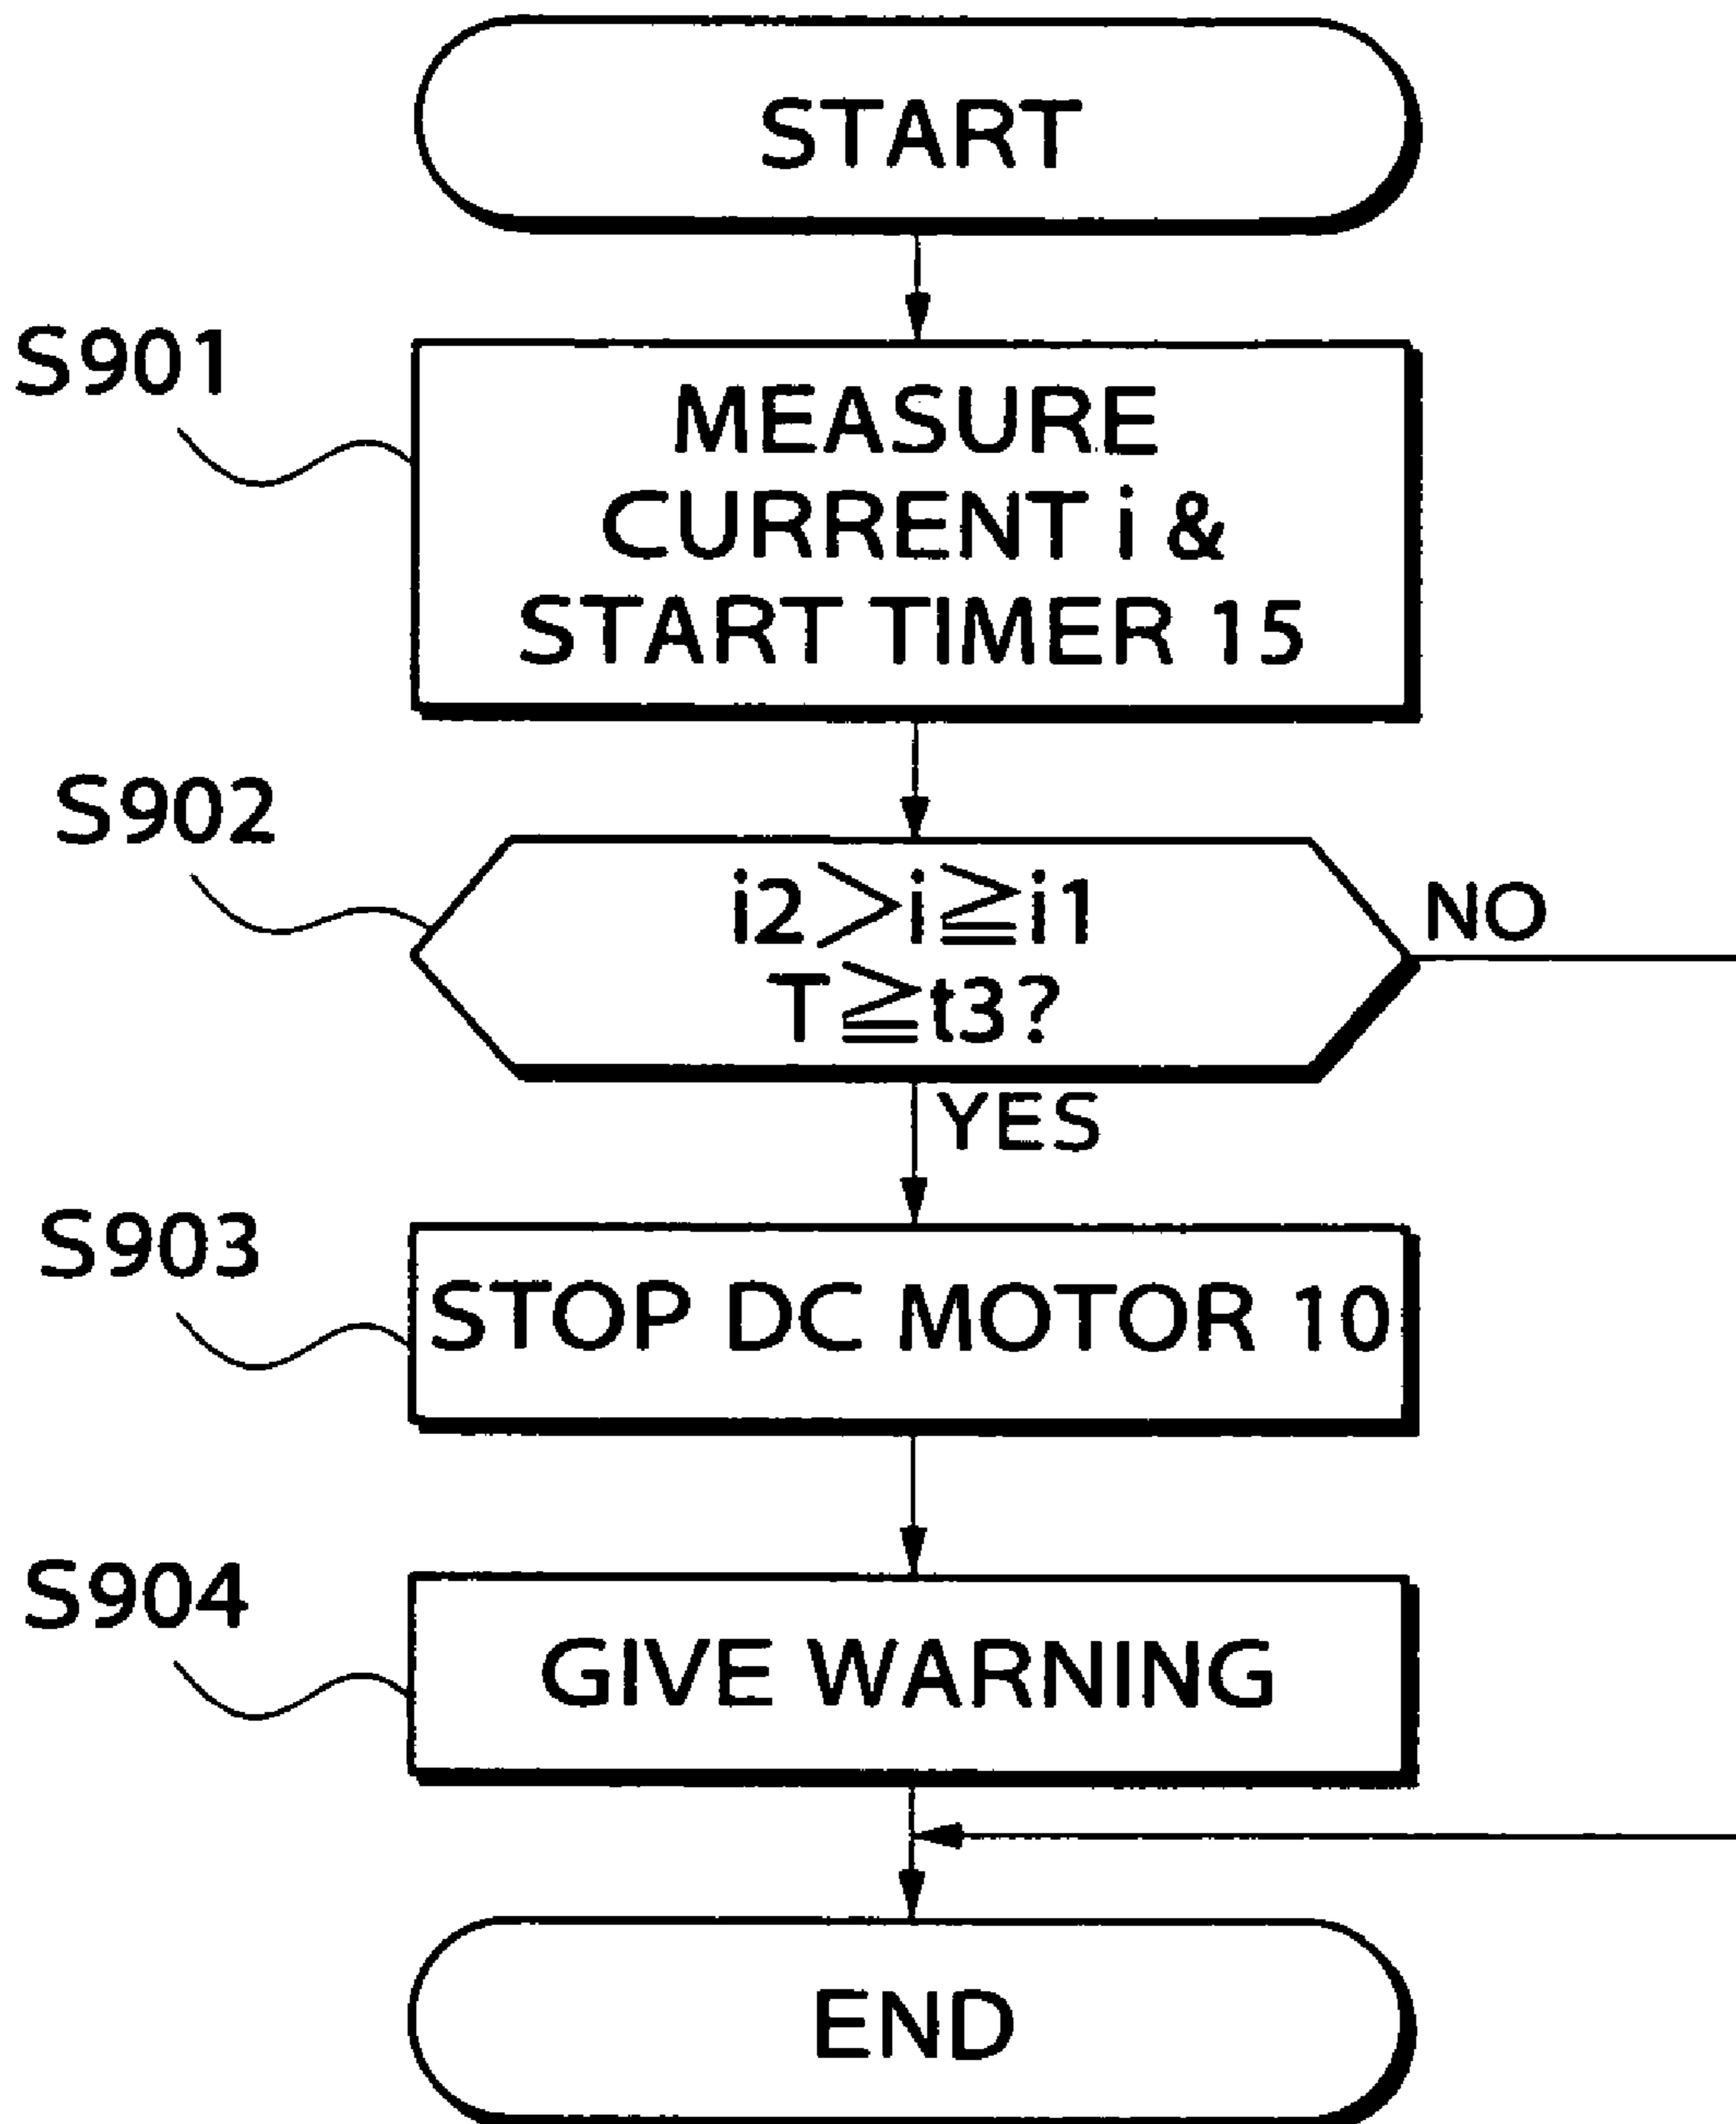 START
S901
MEASURE
CURRENT i &
START TIMER 15
S902
i2>i≧i1
T≧t3?
NO
YES
S903
STOP DC MOTOR 10
S904
GIVE WARNING
END